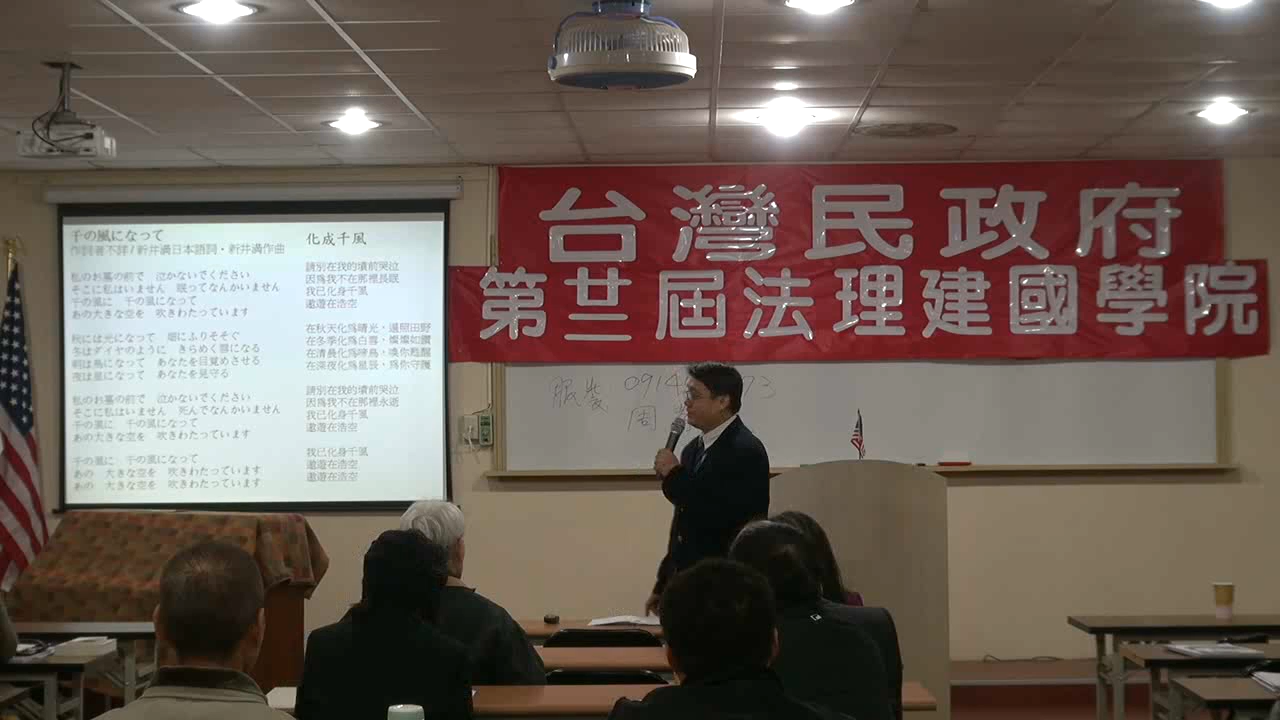 台灣民政府
第廿三屆法理建國學院
千の風になって
作詞者不詳 / 新井満日本語詞・新井満作曲
私のお墓の前で 泣かないでください
そこに私はいません 眠ってなんかいません
千の風に 千の風になって
あの大きな空を 吹きわたっています
秋には光になって 畑にふりそそぐ
冬はダイヤのように きらめく雪になる
朝は鳥になって あなたを目覚めさせる
夜は星になって あなたを見守る
私のお墓の前で 泣かないでください
そこに私はいません 死んでなんかいません
千の風に 千の風になって
あの大きな空を 吹きわたっています
千の風に 千の風になって
あの 大きな空を 吹きわたっています
あの 大きな空を 吹きわたっています
化成千風
請別在我的墳前哭泣
因為我不在那裡長眠
我已化身千風
遨遊在浩空
在秋天化為晴光，遍照田野
在冬季化為白雪，燦燦如鑽
在清晨化為啼鳥，喚你甦醒
在深夜化為星辰，為你守護
請別在我的墳前哭泣
因為我不在那裡永逝
我已化身千風
遨遊在浩空
我已化身千風
遨遊在浩空
遨遊在浩空
服裝 0914 73
周